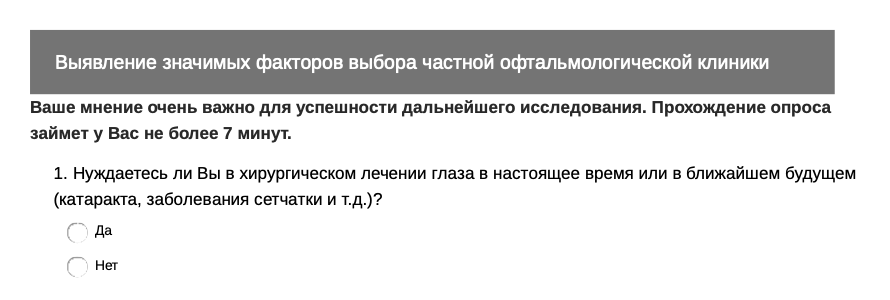 Выявление значимых факторов выбора частной офтальмологической клиники
Ваше мнение очень важно для успешности дальнейшего исследования. Прохождение опроса
займет у Вас не более 7 минут.
1. Нуждаетесь ли Вы в хирургическом лечении глаза в настоящее время или в ближайшем будущем
(катаракта, заболевания сетчатки и т.д.)?
Да
Нет